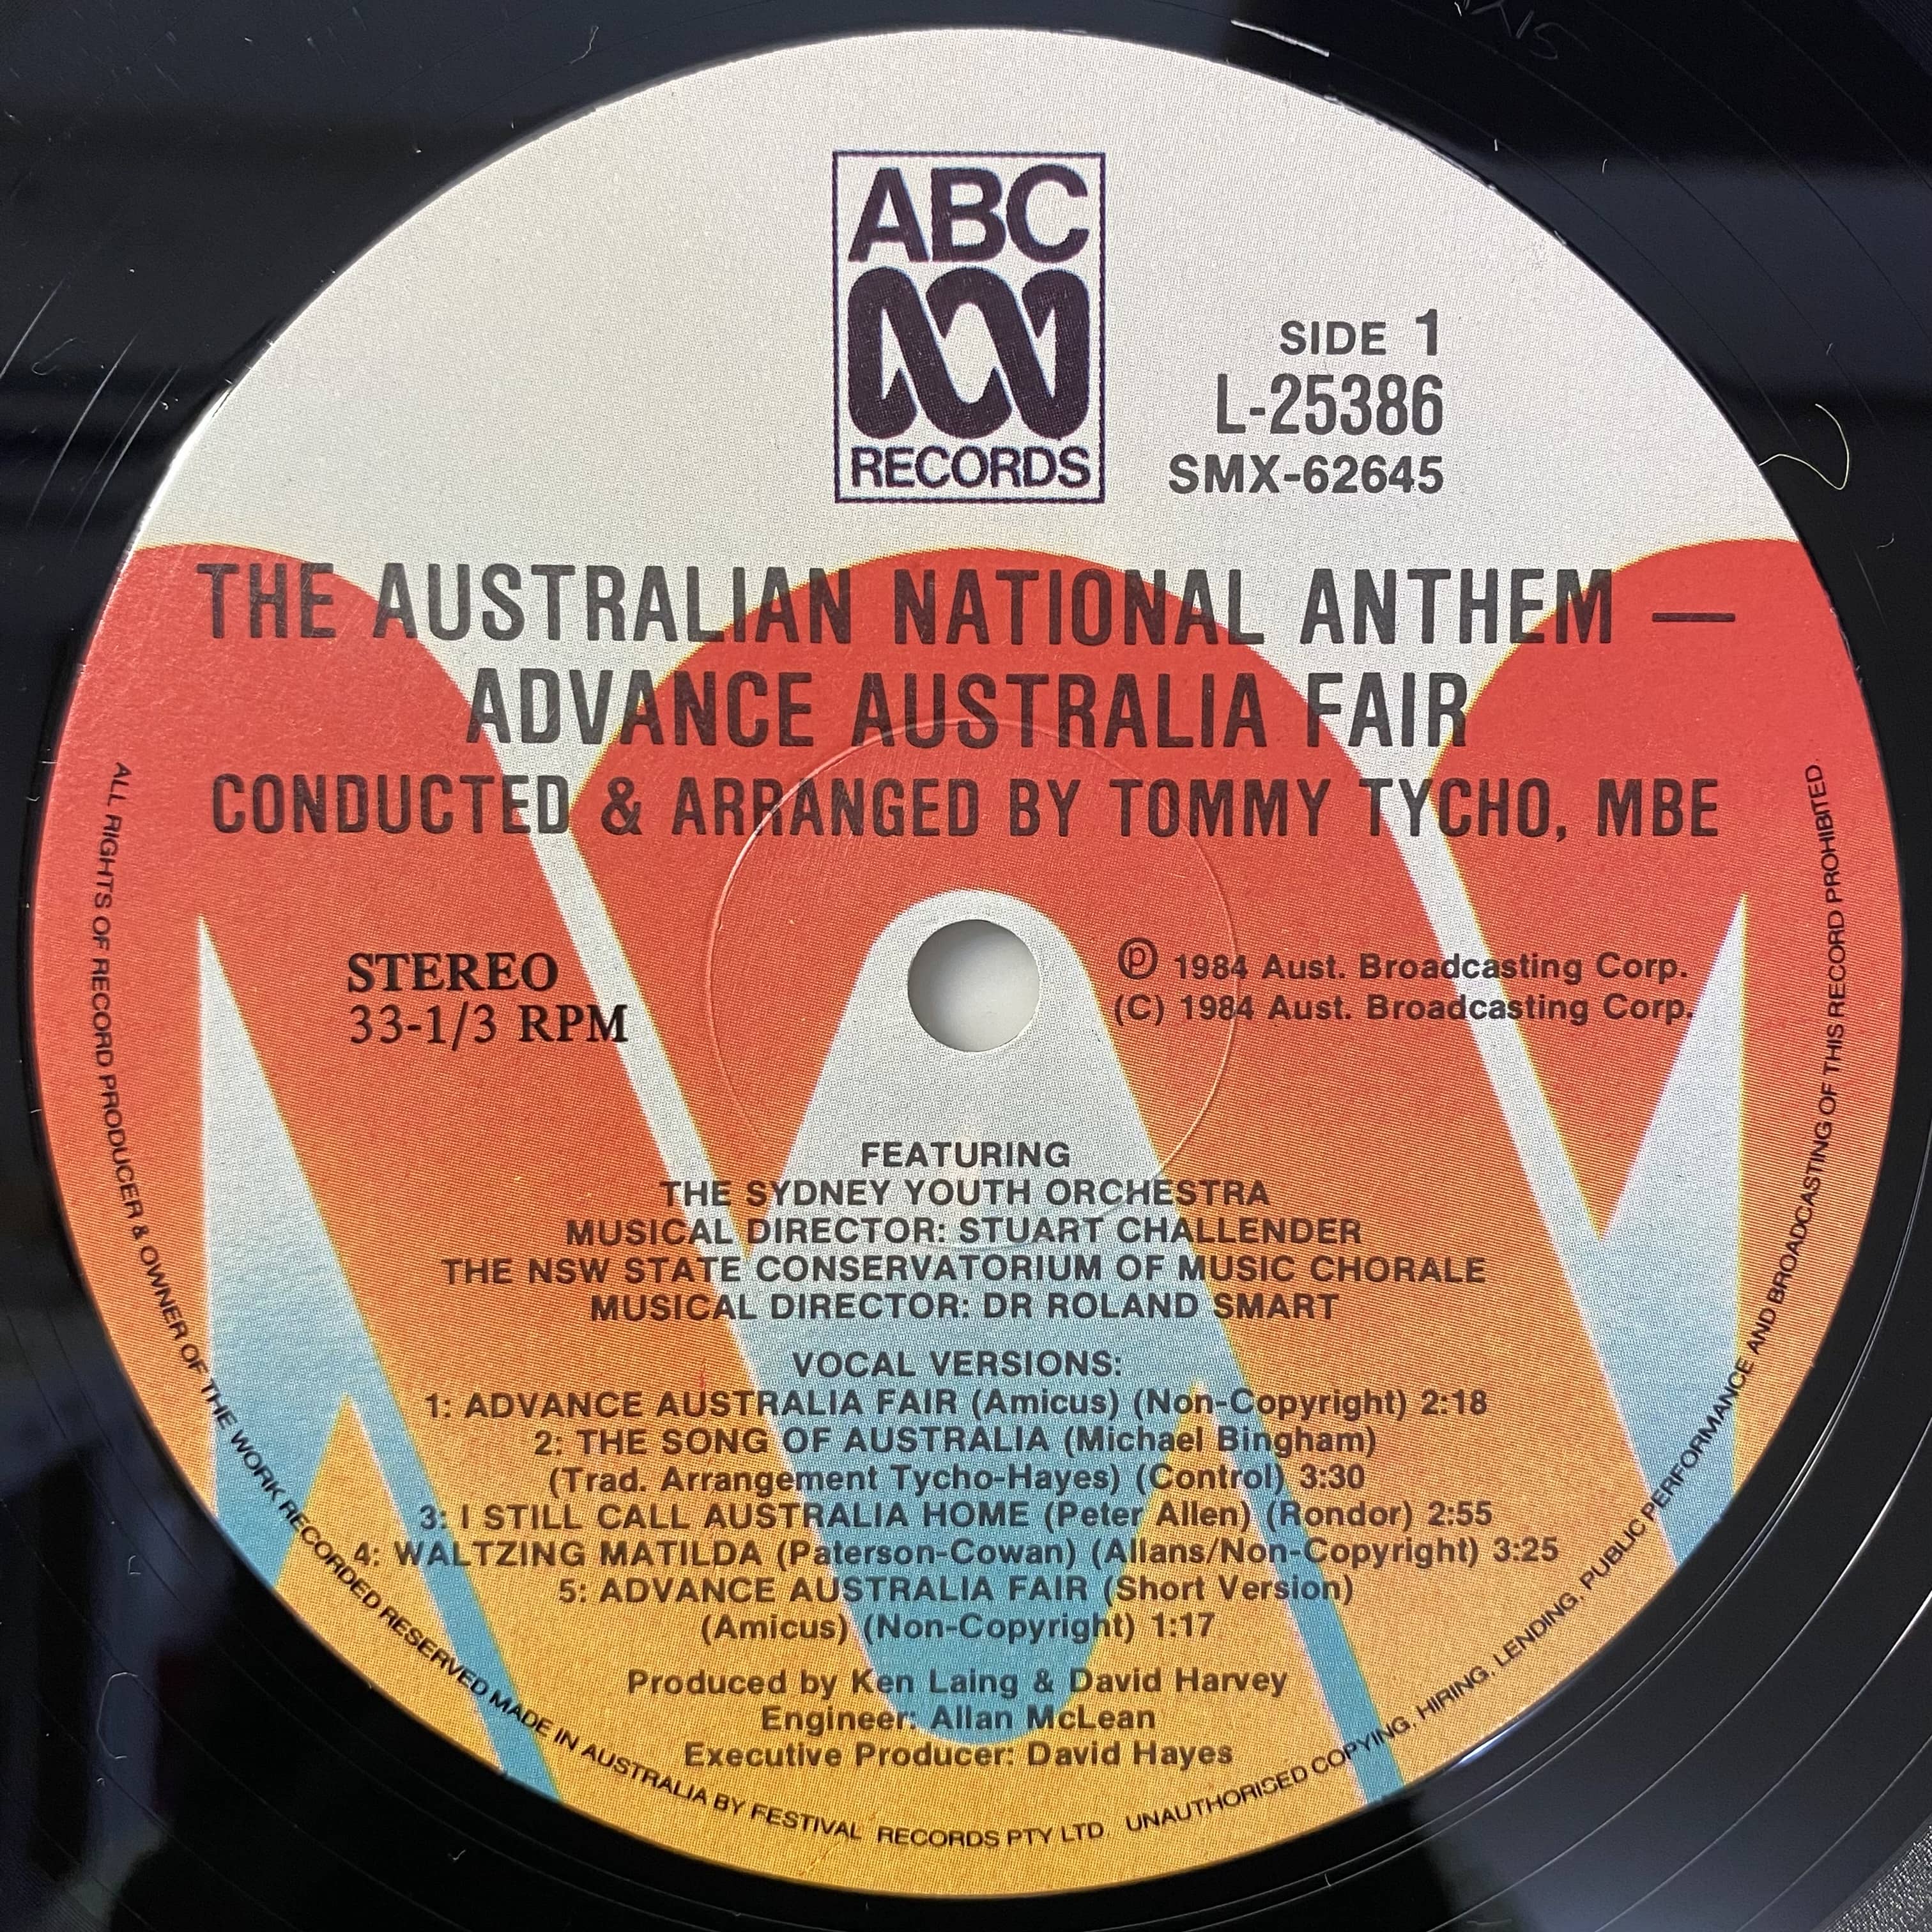 ABC
RECORDS
SIDE 1
L-25386
SMX-62645
THE AUSTRALIAN NATIONAL ANTHEM —
ADVANCE AUSTRALIA FAIR
CONDUCTED & ARRANGED BY TOMMY TYCHO, MBE
STEREO
33-1/3 RPM
℗ 1984 Aust. Broadcasting Corp.
(C) 1984 Aust. Broadcasting Corp.
FEATURING
THE SYDNEY YOUTH ORCHESTRA
MUSICAL DIRECTOR: STUART CHALLENDER
THE NSW STATE CONSERVATORIUM OF MUSIC CHORALE
MUSICAL DIRECTOR: DR ROLAND SMART
VOCAL VERSIONS:
1: ADVANCE AUSTRALIA FAIR (Amicus) (Non-Copyright) 2:18
2: THE SONG OF AUSTRALIA (Michael Bingham)
(Trad. Arrangement Tycho-Hayes) (Control) 3:30
3: I STILL CALL AUSTRALIA HOME (Peter Allen) (Rondor) 2:55
4: WALTZING MATILDA (Paterson-Cowan) (Allans/Non-Copyright) 3:25
5: ADVANCE AUSTRALIA FAIR (Short Version)
(Amicus) (Non-Copyright) 1:17
Produced by Ken Laing & David Harvey
Engineer: Allan McLean
Executive Producer: David Hayes
ALL RIGHTS OF RECORD PRODUCER & OWNER OF THE WORK RECORDED RESERVED MADE IN AUSTRALIA BY FESTIVAL RECORDS PTY LTD. UNAUTHORISED COPYING, HIRING, LENDING, PUBLIC PERFORMANCE AND BROADCASTING OF THIS RECORD PROHIBITED.